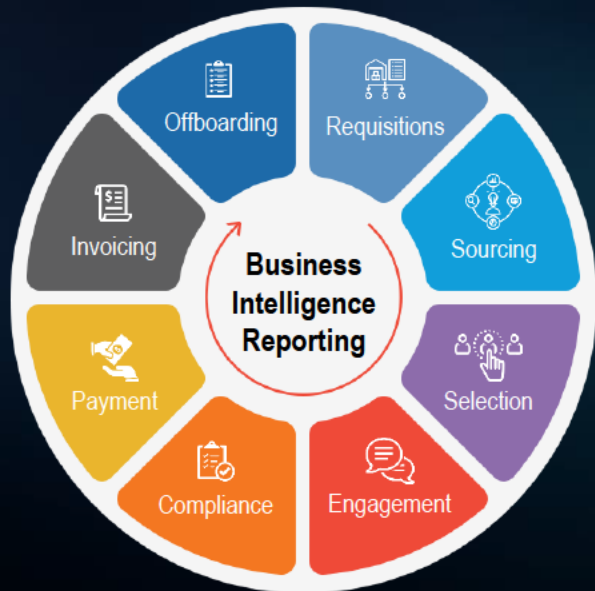 Offboarding
Requisitions
Sourcing
Selection
Engagement
Compliance
Payment
Invoicing
Business
Intelligence
Reporting